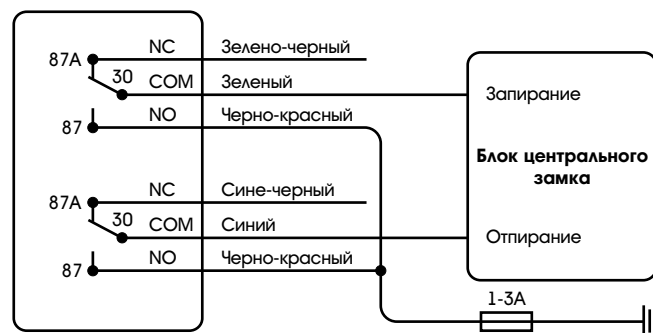 NC Зелено-черный
87A
30 COM Зеленый
Запирание
NO Черно-красный
87
Блок центрального
замка
NC Сине-черный
87A
30 COM Синий
Отпирание
NO Черно-красный
87
1-3А